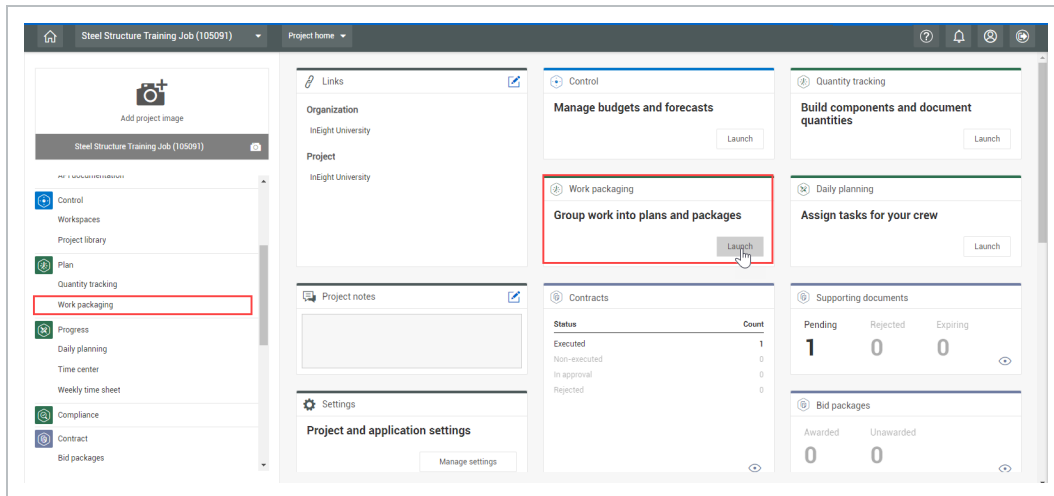 Steel Structure Training Job (105091)
Project home
Add project image
Steel Structure Training Job (105091)
API documentation
Control
Workspaces
Project library
Plan
Quantity tracking
Work packaging
Progress
Daily planning
Time center
Weekly time sheet
Compliance
Contract
Bid packages
Links
Organization
InEight University
Project
InEight University
Control
Manage budgets and forecasts
Launch
Quantity tracking
Build components and document
quantities
Launch
Work packaging
Group work into plans and packages
Launch
Daily planning
Assign tasks for your crew
Launch
Project notes
Contracts
Status Count
Executed 1
Non-executed 0
In approval 0
Rejected 0
Supporting documents
Pending Rejected Expiring
1 0 0
Settings
Project and application settings
Manage settings
Bid packages
Awarded Unawarded
0 0